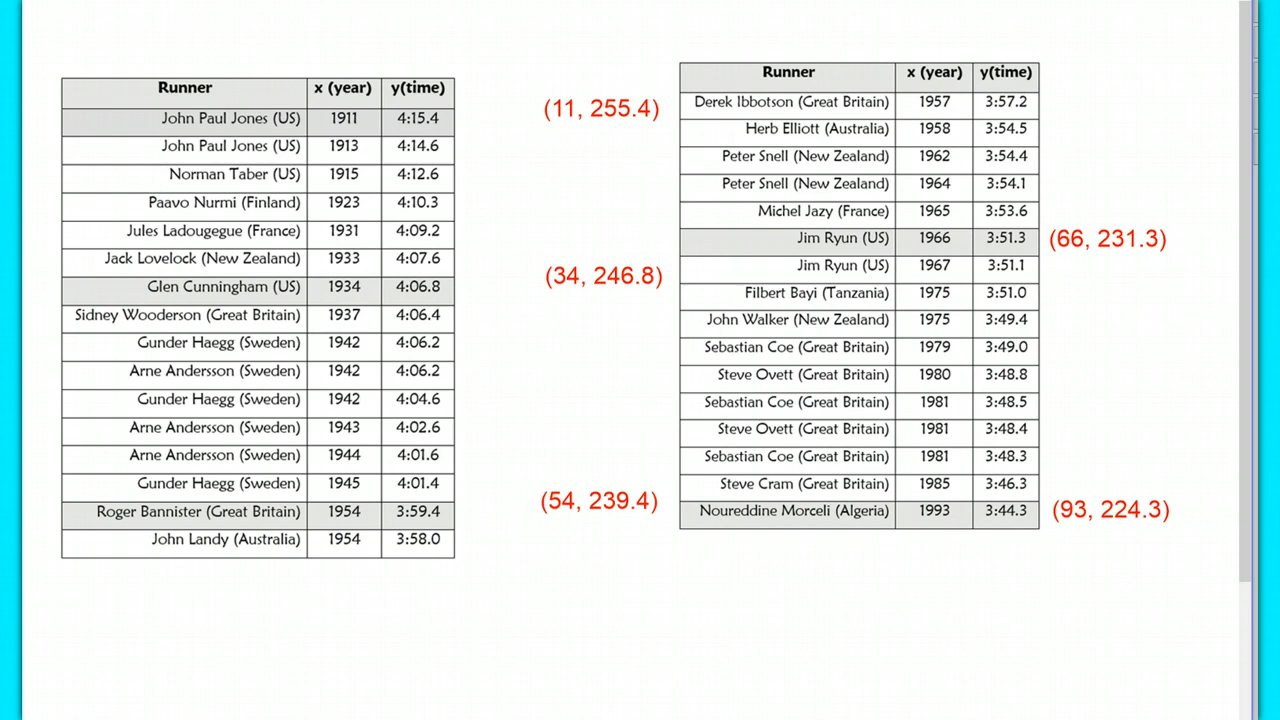 Runner x (year) y(time)
John Paul Jones (US) 1911 4:15.4
John Paul Jones (US) 1913 4:14.6
Norman Taber (US) 1915 4:12.6
Paavo Nurmi (Finland) 1923 4:10.3
Jules Ladougegue (France) 1931 4:09.2
Jack Lovelock (New Zealand) 1933 4:07.6
Glen Cunningham (US) 1934 4:06.8
Sidney Wooderson (Great Britain) 1937 4:06.4
Gunder Haegg (Sweden) 1942 4:06.2
Arne Andersson (Sweden) 1942 4:06.2
Gunder Haegg (Sweden) 1942 4:04.6
Arne Andersson (Sweden) 1943 4:02.6
Arne Andersson (Sweden) 1944 4:01.6
Gunder Haegg (Sweden) 1945 4:01.4
Roger Bannister (Great Britain) 1954 3:59.4
John Landy (Australia) 1954 3:58.0
(11, 255.4)
(34, 246.8)
(54, 239.4)
Runner x (year) y(time)
Derek Ibbotson (Great Britain) 1957 3:57.2
Herb Elliott (Australia) 1958 3:54.5
Peter Snell (New Zealand) 1962 3:54.4
Peter Snell (New Zealand) 1964 3:54.1
Michel Jazy (France) 1965 3:53.6
Jim Ryun (US) 1966 3:51.3
Jim Ryun (US) 1967 3:51.1
Filbert Bayi (Tanzania) 1975 3:51.0
John Walker (New Zealand) 1975 3:49.4
Sebastian Coe (Great Britain) 1979 3:49.0
Steve Ovett (Great Britain) 1980 3:48.8
Sebastian Coe (Great Britain) 1981 3:48.5
Steve Ovett (Great Britain) 1981 3:48.4
Sebastian Coe (Great Britain) 1981 3:48.3
Steve Cram (Great Britain) 1985 3:46.3
Noureddine Morceli (Algeria) 1993 3:44.3
(66, 231.3)
(93, 224.3)